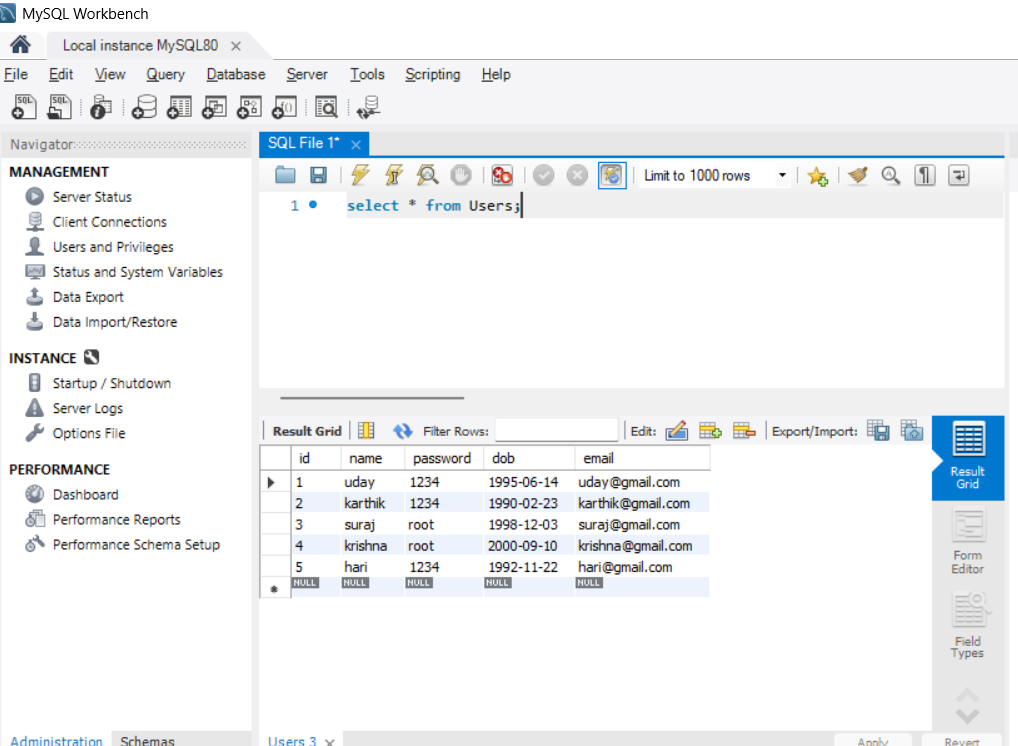 MySQL Workbench
Local instance MySQL80
File Edit View Query Database Server Tools Scripting Help
Navigator
MANAGEMENT
Server Status
Client Connections
Users and Privileges
Status and System Variables
Data Export
Data Import/Restore
INSTANCE
Startup / Shutdown
Server Logs
Options File
PERFORMANCE
Dashboard
Performance Reports
Performance Schema Setup
Administration Schemas
SQL File 1*
Limit to 1000 rows
1 select * from Users;
Result Grid Filter Rows: Edit: Export/Import:
id name password dob email
1 uday 1234 1995-06-14 uday@gmail.com
2 karthik 1234 1990-02-23 karthik@gmail.com
3 suraj root 1998-12-03 suraj@gmail.com
4 krishna root 2000-09-10 krishna@gmail.com
5 hari 1234 1992-11-22 hari@gmail.com
NULL NULL NULL NULL NULL
Result
Grid
Form
Editor
Field
Types
Users 3
Apply Revert